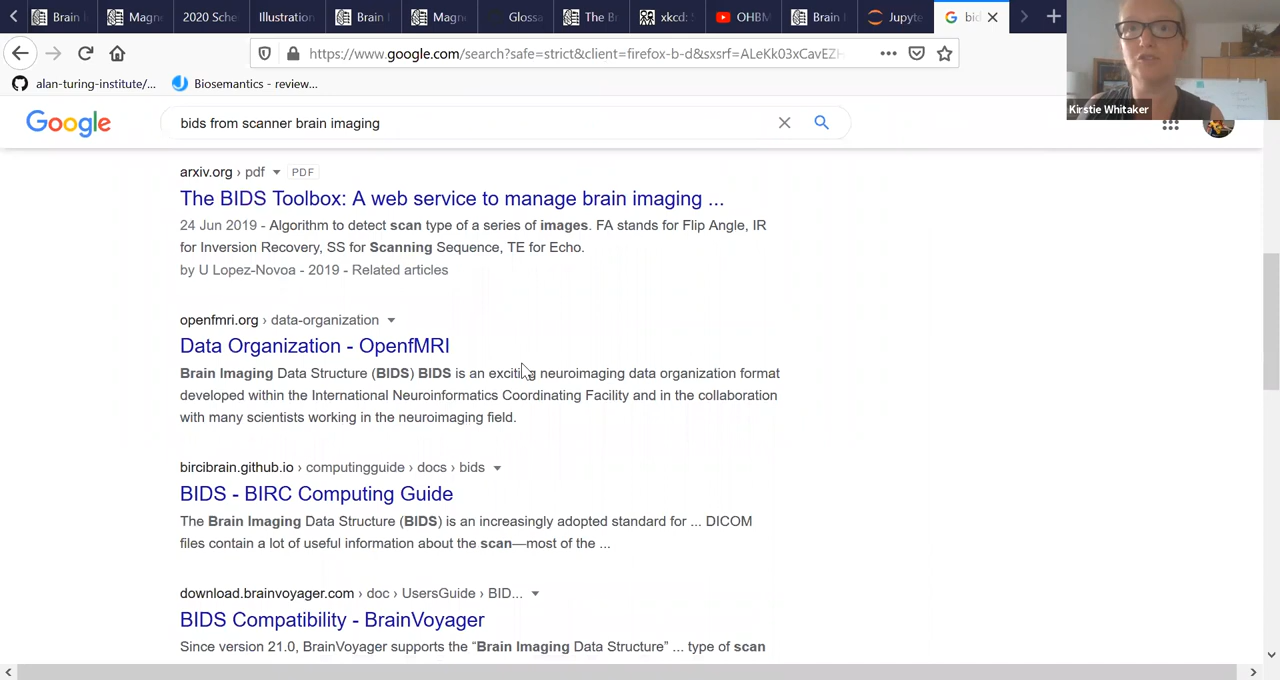 Brain
Magne
2020 Sche
Illustration
Brain I
Magne
Glossa
The Br
xkcd:
OHBM
Brain I
Jupyte
bid
https://www.google.com/search?safe=strict&client=firefox-b-d&sxsrf=ALeKk03xCavEZH
alan-turing-institute/...
Biosemantics - review...
Kirstie Whitaker
Google
bids from scanner brain imaging
arxiv.org › pdf PDF
The BIDS Toolbox: A web service to manage brain imaging ...
24 Jun 2019 - Algorithm to detect scan type of a series of images. FA stands for Flip Angle, IR
for Inversion Recovery, SS for Scanning Sequence, TE for Echo.
by U Lopez-Novoa - 2019 - Related articles
openfmri.org › data-organization
Data Organization - OpenfMRI
Brain Imaging Data Structure (BIDS) BIDS is an exciting neuroimaging data organization format
developed within the International Neuroinformatics Coordinating Facility and in the collaboration
with many scientists working in the neuroimaging field.
bircibrain.github.io › computingguide › docs › bids
BIDS - BIRC Computing Guide
The Brain Imaging Data Structure (BIDS) is an increasingly adopted standard for ... DICOM
files contain a lot of useful information about the scan—most of the ...
download.brainvoyager.com › doc › UsersGuide › BID...
BIDS Compatibility - BrainVoyager
Since version 21.0, BrainVoyager supports the “Brain Imaging Data Structure” ... type of scan